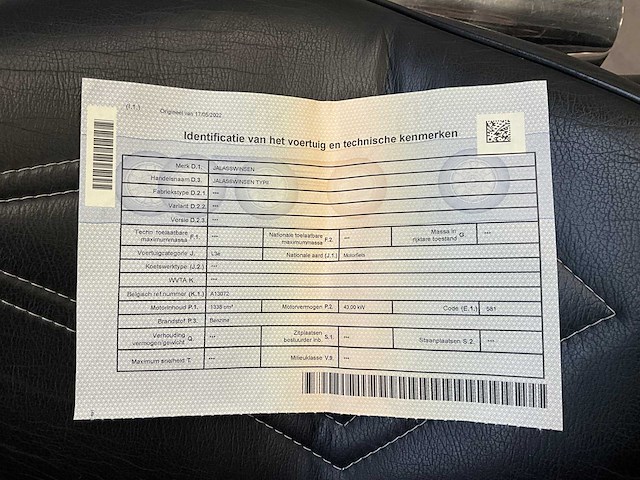 (I.1.) Origineel van 17/05/2022
Identificatie van het voertuig en technische kenmerken
Merk D.1. JALASSWINSEN
Handelsnaam D.3. JALASSWINSEN TYPE
Fabriekstype D.2.1. ---
Variant D.2.2. ---
Versie D.2.3. ---
Techn. toelaatbare maximummassa F.1. --- Nationale toelaatbare maximummassa F.2. --- Massa in rijklare toestand G. ---
Voertuigcategorie J. L3e Nationale aard (J.1.) Motorfiets
Koetswerktype (J.2.) ---
WVTA K. ---
Belgisch ref.nummer (K.1.) A13072
Motorinhoud P.1. 1338 cm³ Motorvermogen P.2. 43.00 kW Code (E.1.) 581
Brandstof P.3. Benzine
Verhouding vermogen/gewicht Q. --- Zitplaatsen bestuurder inb. S.1. --- Staanplaatsen S.2. ---
Maximum snelheid T. --- Milieuklasse V.9. ---